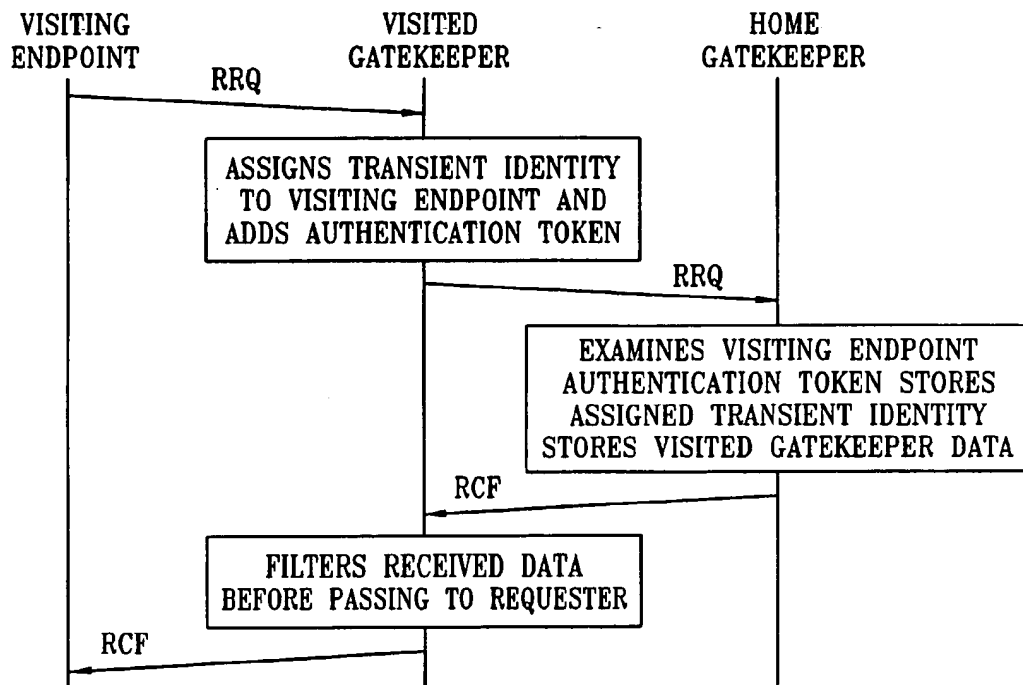 VISITING
ENDPOINT
VISITED
GATEKEEPER
HOME
GATEKEEPER
RRQ
ASSIGNS TRANSIENT IDENTITY
TO VISITING ENDPOINT AND
ADDS AUTHENTICATION TOKEN
RRQ
EXAMINES VISITING ENDPOINT
AUTHENTICATION TOKEN STORES
ASSIGNED TRANSIENT IDENTITY
STORES VISITED GATEKEEPER DATA
RCF
FILTERS RECEIVED DATA
BEFORE PASSING TO REQUESTER
RCF